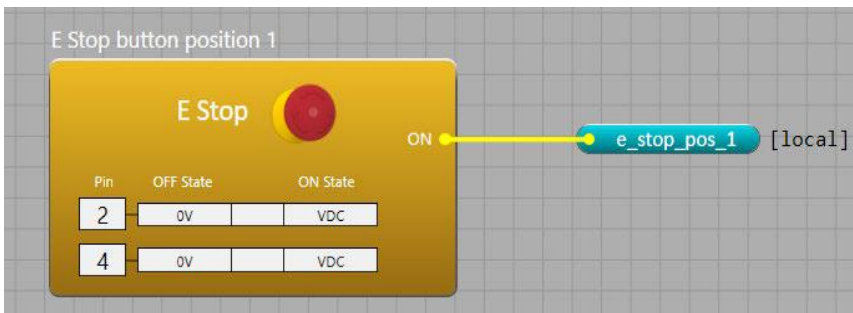 E Stop button position 1
E Stop
ON
e_stop_pos_1 [local]
Pin OFF State ON State
2 0V VDC
4 0V VDC